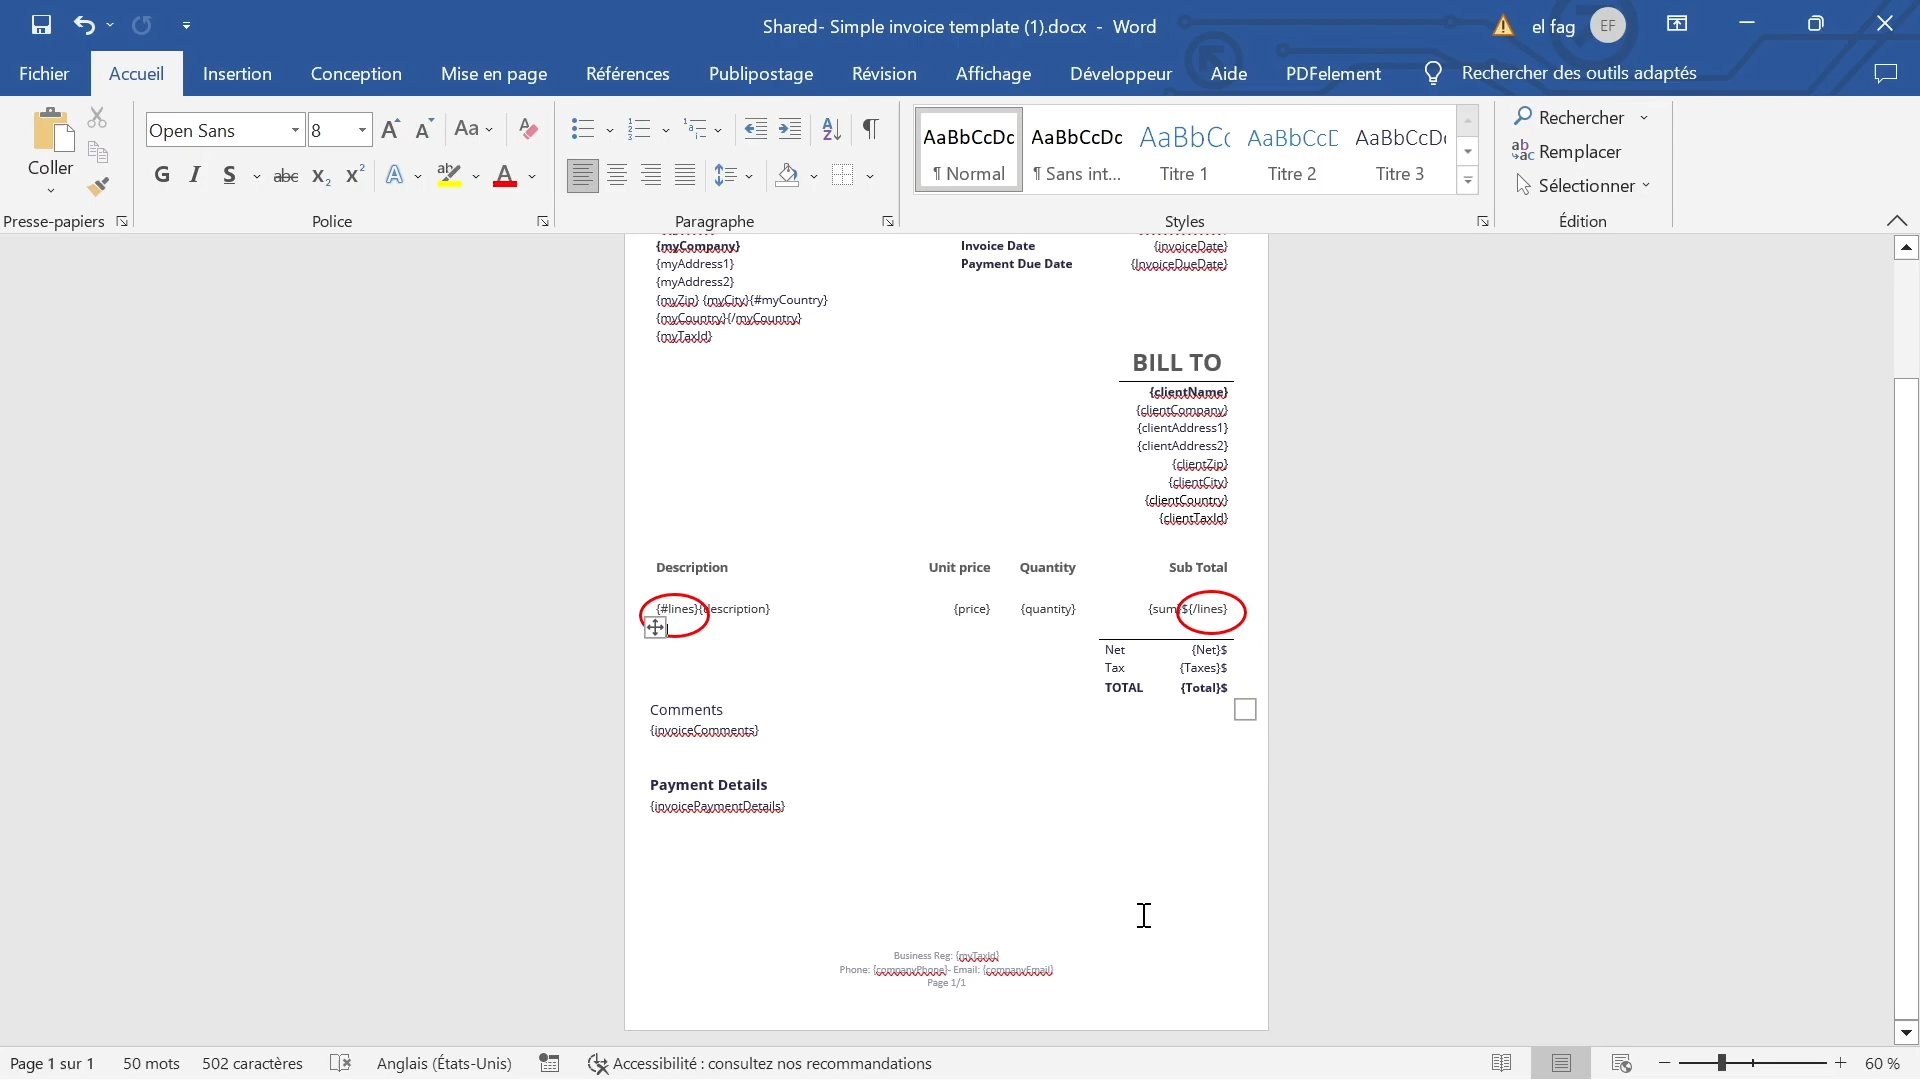 Shared- Simple invoice template (1).docx - Word
el fag
EF
Fichier Accueil Insertion Conception Mise en page Références Publipostage Révision Affichage Développeur Aide PDFelement Rechercher des outils adaptés
Coller
Open Sans 8
AaBbCcDc AaBbCcDc AaBbCc AaBbCcD AaBbCcD
¶ Normal ¶ Sans int... Titre 1 Titre 2 Titre 3
Rechercher
Remplacer
Sélectionner
Presse-papiers Police Paragraphe Styles Édition
{myCompany} Invoice Date {invoiceDate}
{myAddress1} Payment Due Date {InvoiceDueDate}
{myAddress2}
{myZip} {myCity}{#myCountry}
{myCountry}{/myCountry}
{myTaxId}
BILL TO
{clientName}
{clientCompany}
{clientAddress1}
{clientAddress2}
{clientZip}
{clientCity}
{clientCountry}
{clientTaxId}
Description Unit price Quantity Sub Total
{#lines}{description} {price} {quantity} {sum}${/lines}
Net {Net}$
Tax {Taxes}$
TOTAL {Total}$
Comments
{invoiceComments}
Payment Details
{invoicePaymentDetails}
Business Reg: {myTaxId}
Phone: {companyPhone}- Email: {companyEmail}
Page 1/1
Page 1 sur 1 50 mots 502 caractères Anglais (États-Unis) Accessibilité : consultez nos recommandations 60 %